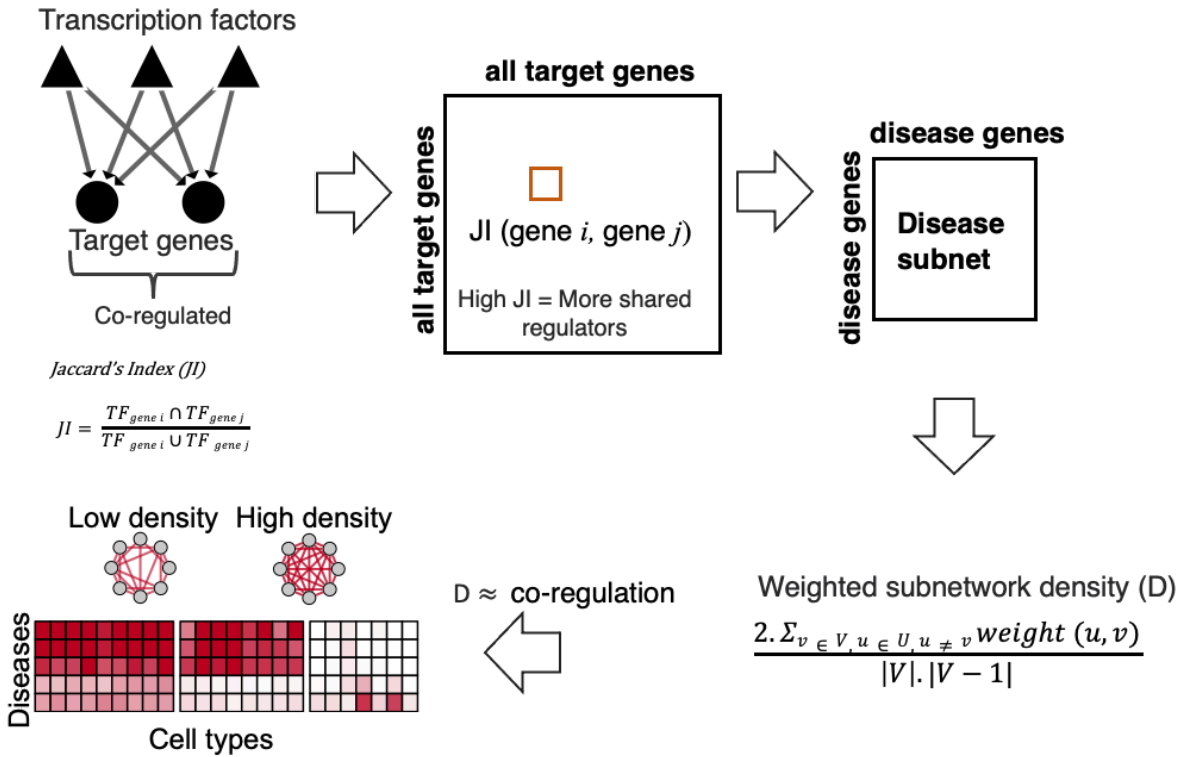 Transcription factors
Target genes
Co-regulated
Jaccard's Index (JI)
JI = TF gene i ∩ TF gene j
TF gene i ∪ TF gene j
all target genes
all target genes
JI (gene i, gene j)
High JI = More shared
regulators
disease genes
disease genes
Disease
subnet
Weighted subnetwork density (D)
2. Σ v ∈ V, u ∈ U, u ≠ v weight (u, v)
|V|. |V − 1|
D ≈ co-regulation
Low density High density
Diseases
Cell types